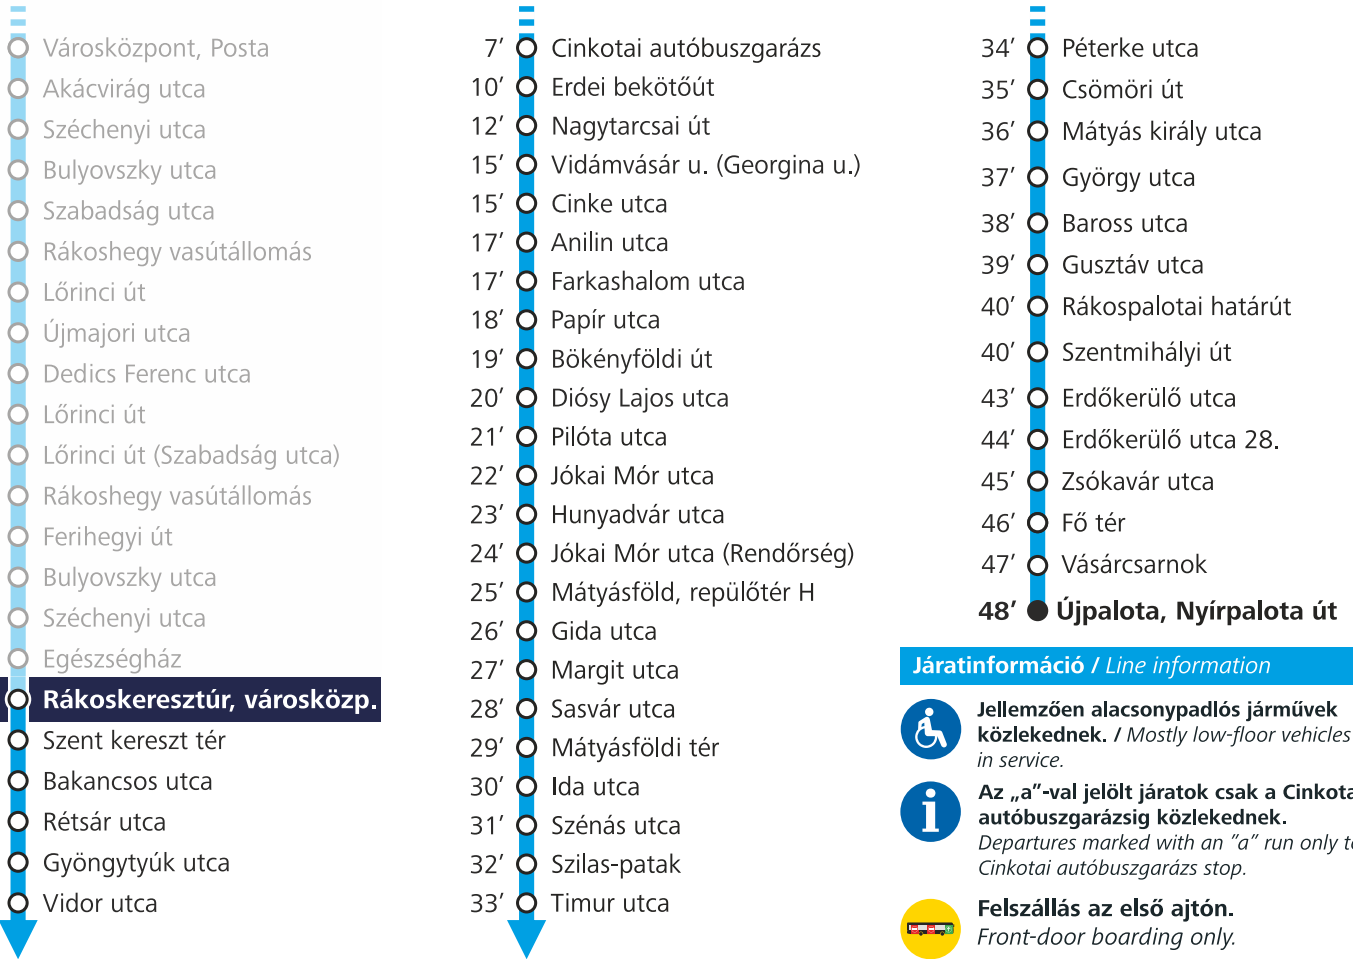 Városközpont, Posta
Akácvirág utca
Széchenyi utca
Bulyovszky utca
Szabadság utca
Rákoshegy vasútállomás
Lőrinci út
Újmajori utca
Dedics Ferenc utca
Lőrinci út
Lőrinci út (Szabadság utca)
Rákoshegy vasútállomás
Ferihegyi út
Bulyovszky utca
Széchenyi utca
Egészségház
Rákoskeresztúr, városközp.
Szent kereszt tér
Bakancsos utca
Rétsár utca
Gyöngytyúk utca
Vidor utca
7’ Cinkotai autóbuszgarázs
10’ Erdei bekötőút
12’ Nagytarcsai út
15’ Vidámvásár u. (Georgina u.)
15’ Cinke utca
17’ Anilin utca
17’ Farkashalom utca
18’ Papír utca
19’ Bökényföldi út
20’ Diósy Lajos utca
21’ Pilóta utca
22’ Jókai Mór utca
23’ Hunyadvár utca
24’ Jókai Mór utca (Rendőrség)
25’ Mátyásföld, repülőtér H
26’ Gida utca
27’ Margit utca
28’ Sasvár utca
29’ Mátyásföldi tér
30’ Ida utca
31’ Szénás utca
32’ Szilas-patak
33’ Timur utca
34’ Péterke utca
35’ Csömöri út
36’ Mátyás király utca
37’ György utca
38’ Baross utca
39’ Gusztáv utca
40’ Rákospalotai határút
40’ Szentmihályi út
43’ Erdőkerülő utca
44’ Erdőkerülő utca 28.
45’ Zsókavár utca
46’ Fő tér
47’ Vásárcsarnok
48’ Újpalota, Nyírpalota út
Járatinformáció / Line information
Jellemzően alacsonypadlós járművek
közlekednek. / Mostly low-floor vehicles
in service.
Az „a”-val jelölt járatok csak a Cinkota
autóbuszgarázsig közlekednek.
Departures marked with an ”a” run only t
Cinkotai autóbuszgarázs stop.
Felszállás az első ajtón.
Front-door boarding only.